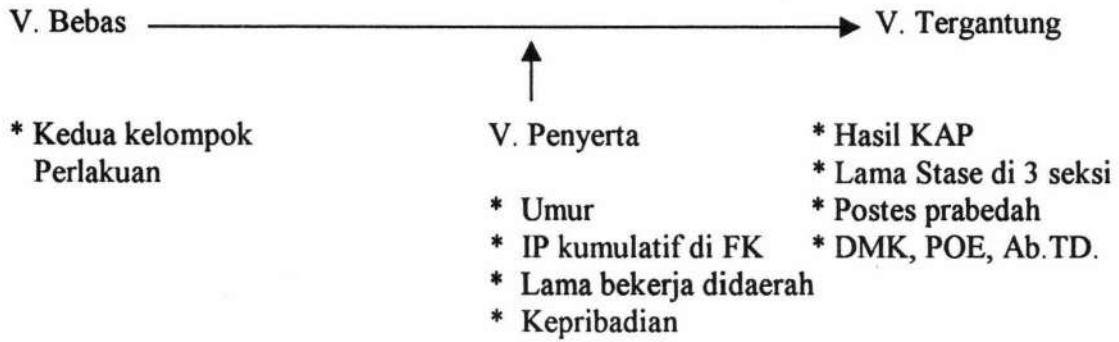 V. Bebas
V. Tergantung
* Kedua kelompok
Perlakuan
V. Penyerta
* Umur
* IP kumulatif di FK
* Lama bekerja didaerah
* Kepribadian
* Hasil KAP
* Lama Stase di 3 seksi
* Postes prabedah
* DMK, POE, Ab.TD.